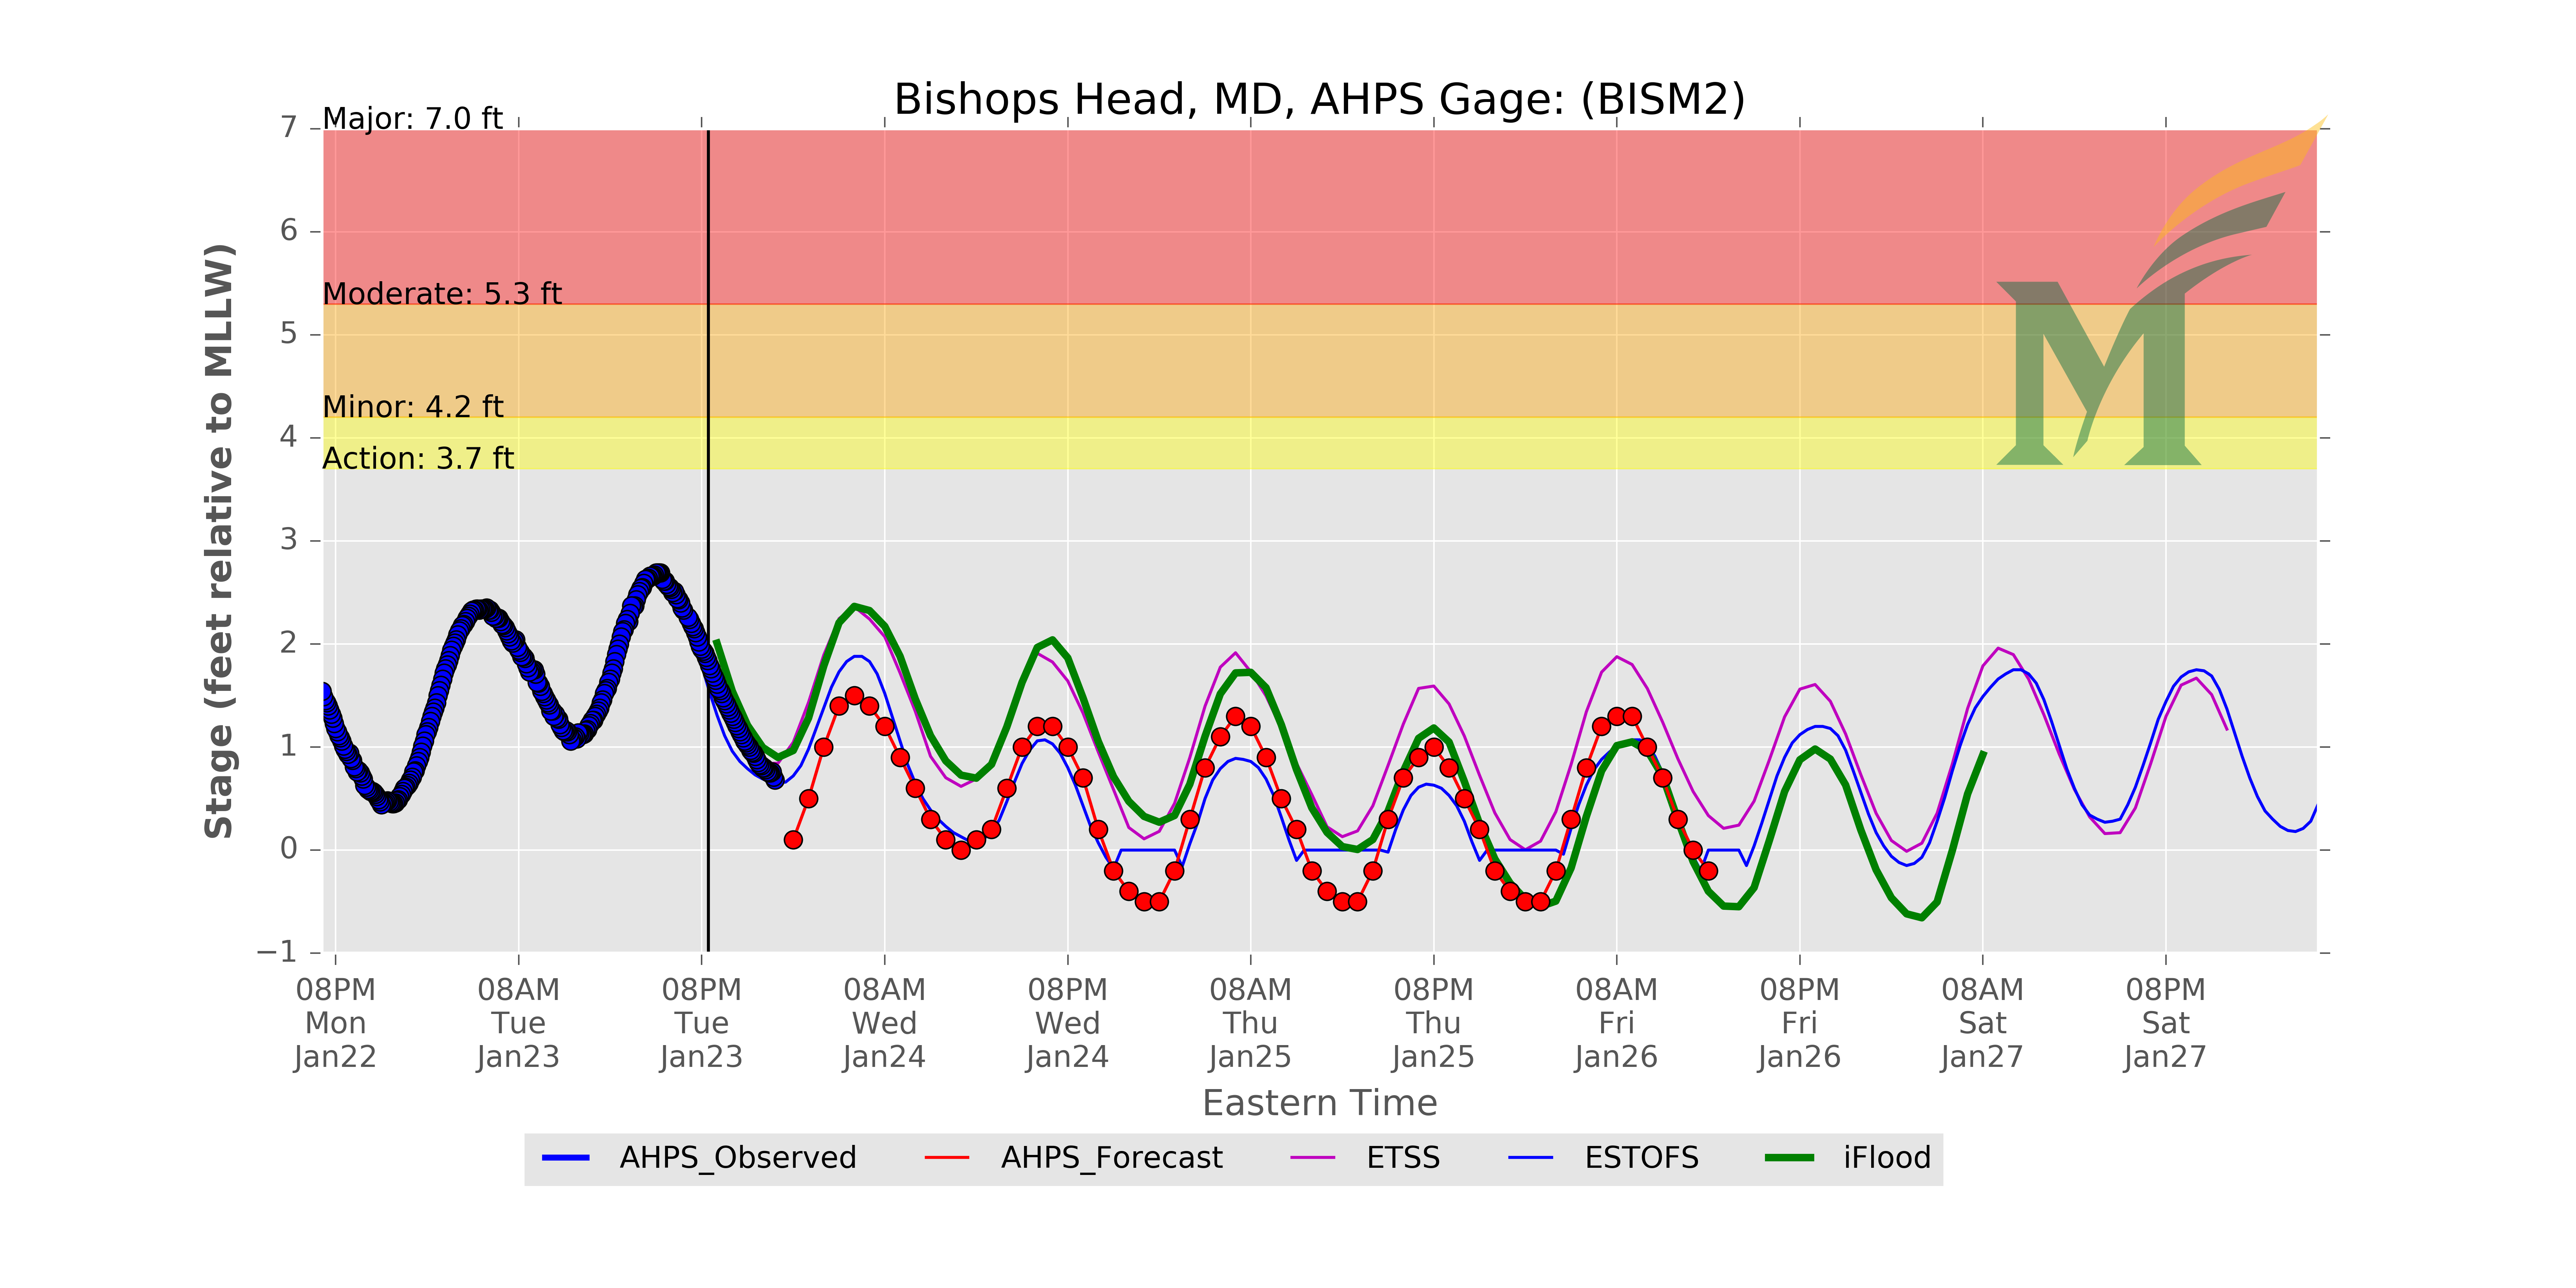 Bishops Head, MD, AHPS Gage: (BISM2)
Major: 7.0 ft
Moderate: 5.3 ft
Minor: 4.2 ft
Action: 3.7 ft
Stage (feet relative to MLLW)
7
6
5
4
3
2
1
0
−1
08PM Mon Jan22
08AM Tue Jan23
08PM Tue Jan23
08AM Wed Jan24
08PM Wed Jan24
08AM Thu Jan25
08PM Thu Jan25
08AM Fri Jan26
08PM Fri Jan26
08AM Sat Jan27
08PM Sat Jan27
Eastern Time
AHPS_Observed
AHPS_Forecast
ETSS
ESTOFS
iFlood
M